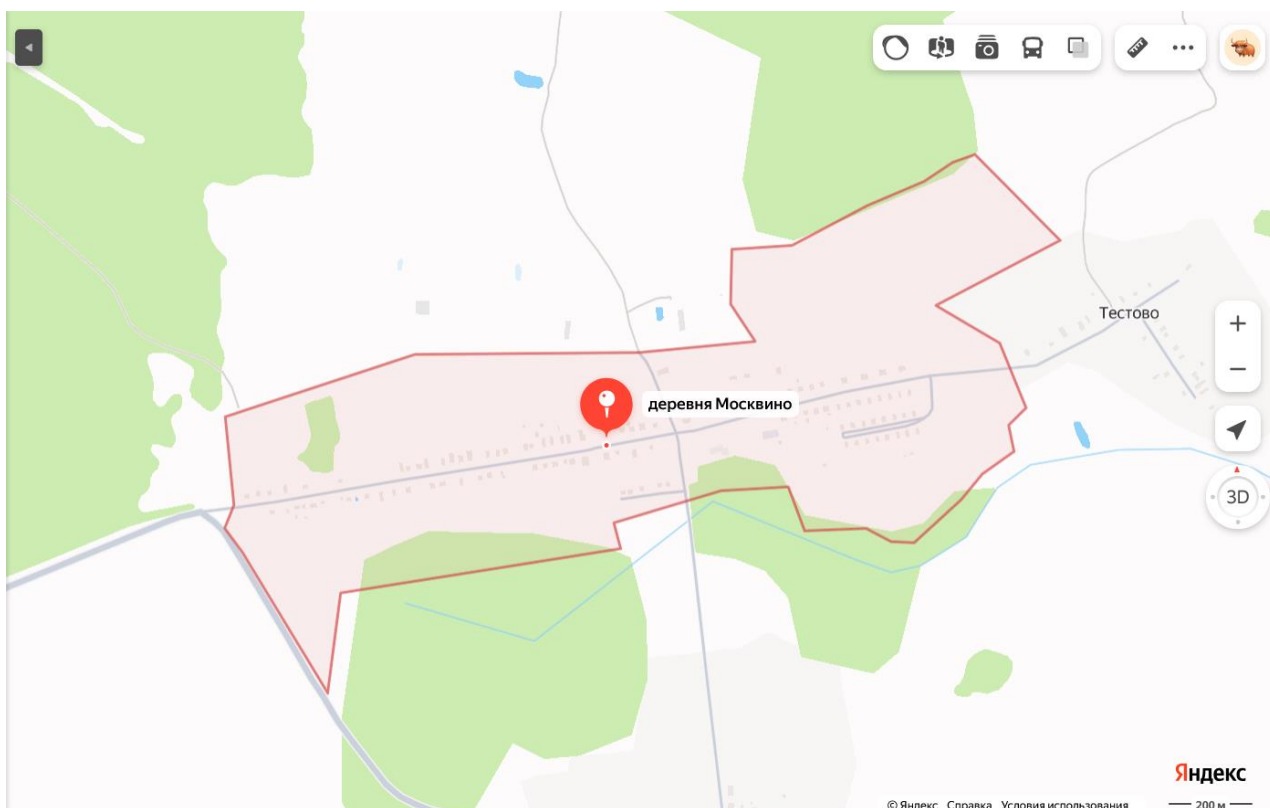 деревня Москвино
Тестово
3D
Яндекс
© Яндекс Справка Условия использования
200 м